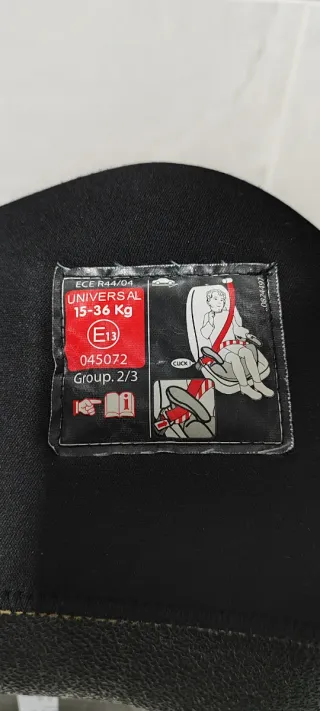 ECE R44/04
UNIVERSAL
15-36 Kg
E13
045072
Group. 2/3
CLICK !